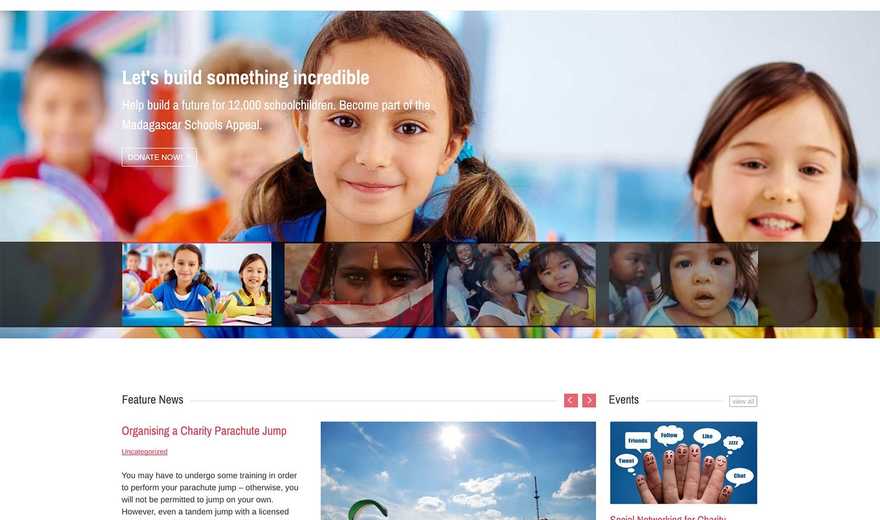 Let's build something incredible
Help build a future for 12,000 schoolchildren. Become part of the
Madagascar Schools Appeal.
DONATE NOW!
Feature News
Events
view all
Organising a Charity Parachute Jump
Uncategorized
You may have to undergo some training in order
to perform your parachute jump – otherwise, you
will not be permitted to jump on your own.
However, even a tandem jump with a licensed
Friends
Follow
Like
zzzz
Tweet
Chat
Social Networking for Charity